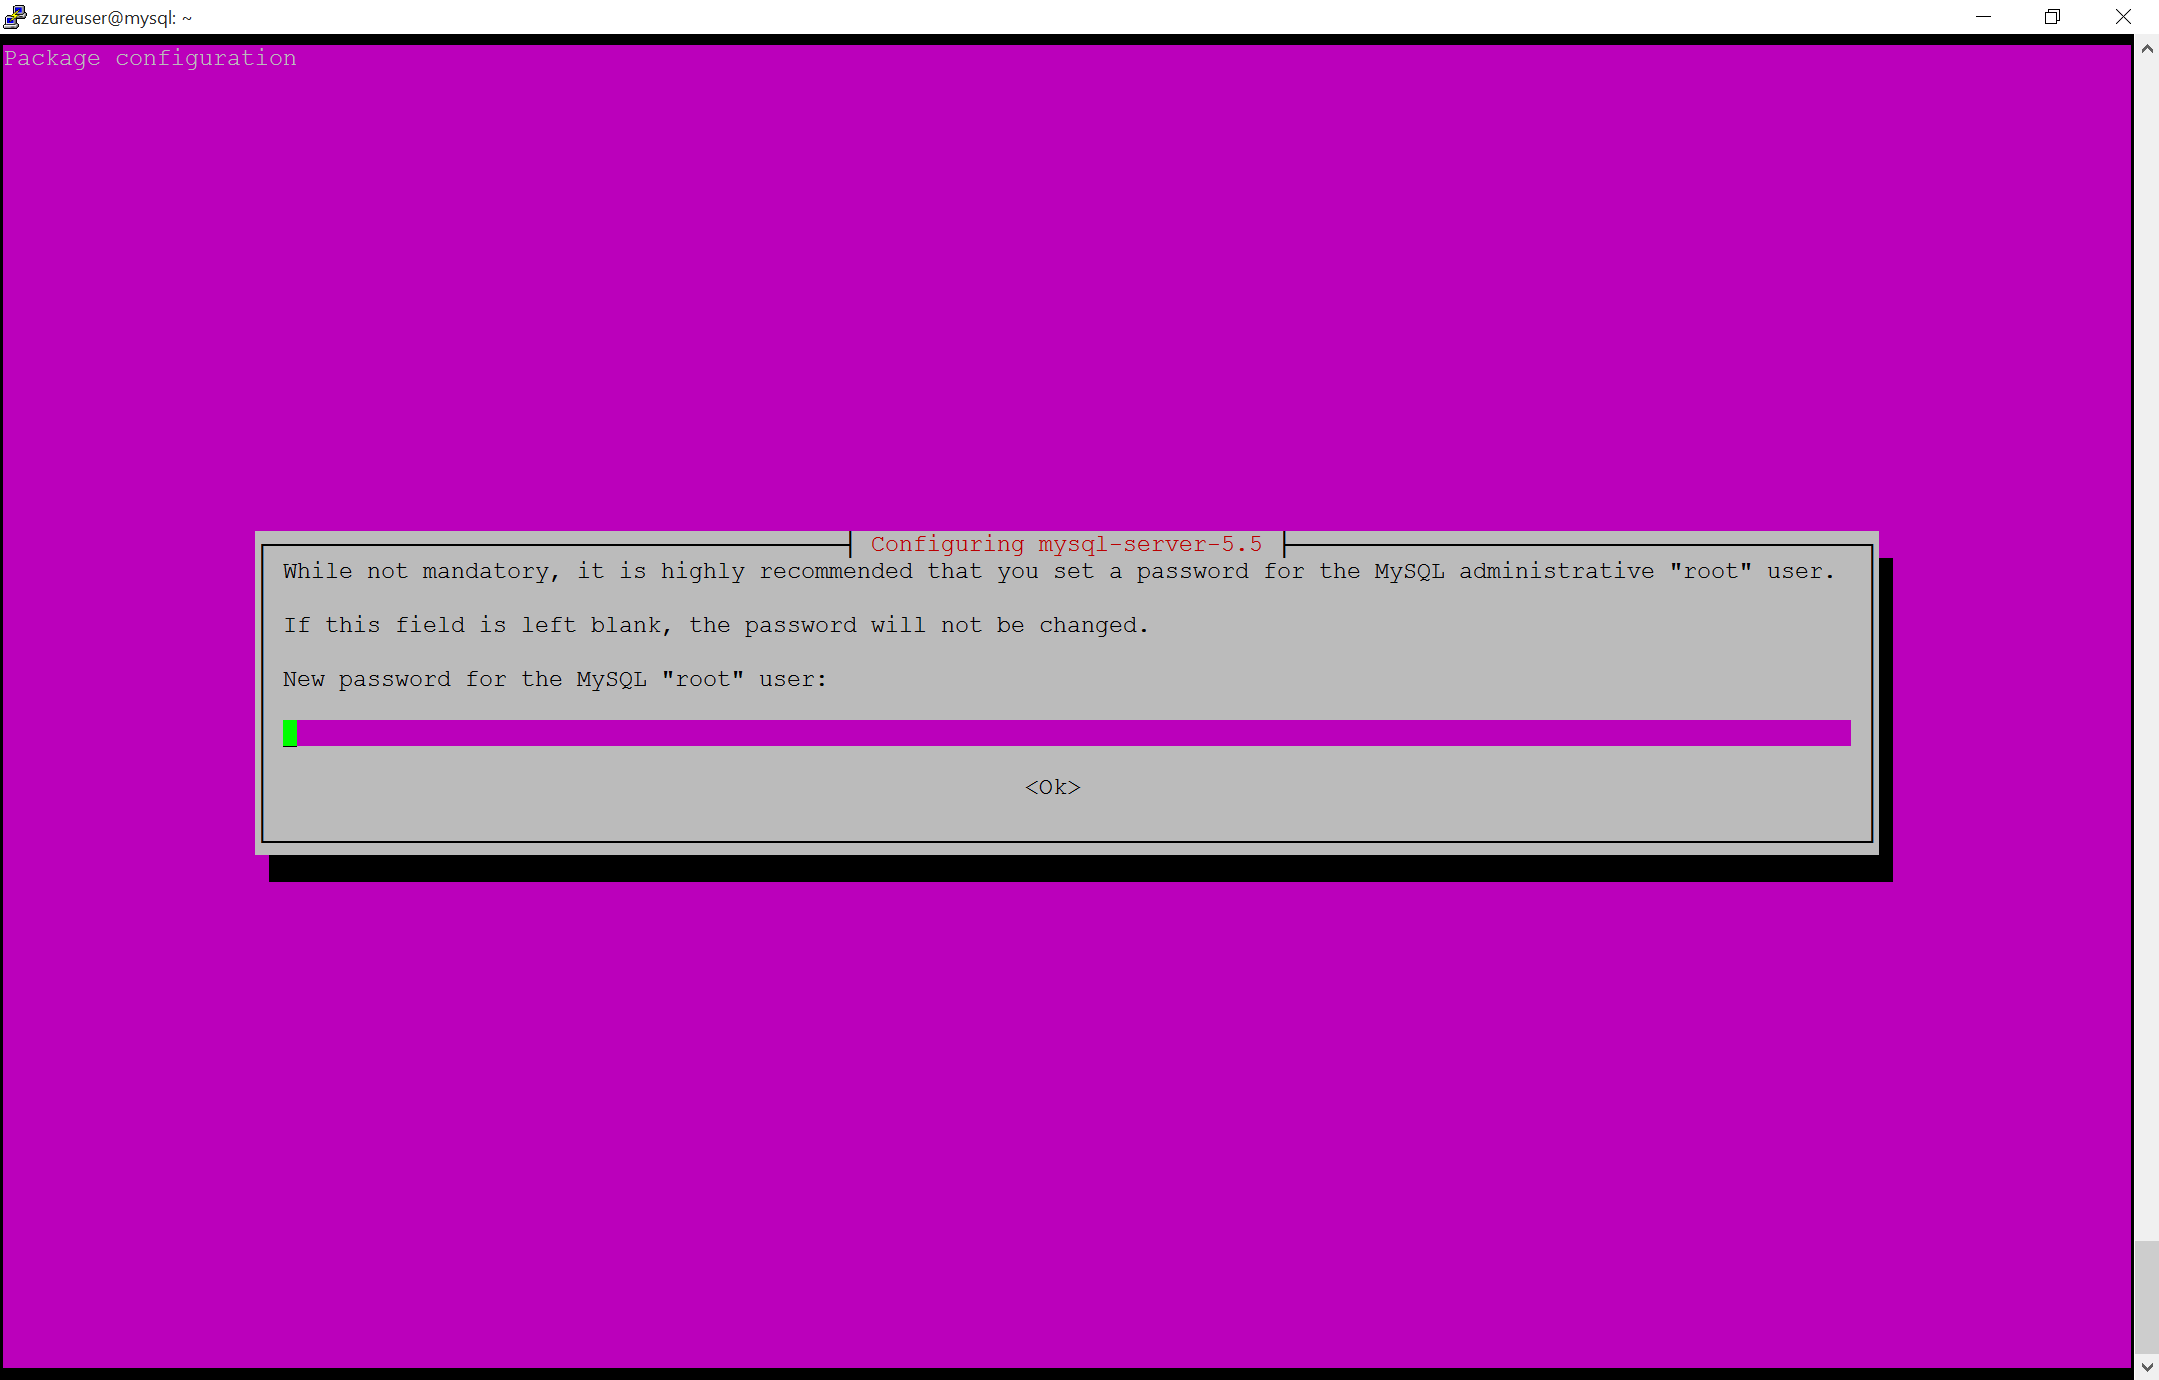 azureuser@mysql: ~
Package configuration
Configuring mysql-server-5.5
While not mandatory, it is highly recommended that you set a password for the MySQL administrative "root" user.
If this field is left blank, the password will not be changed.
New password for the MySQL "root" user:
<Ok>